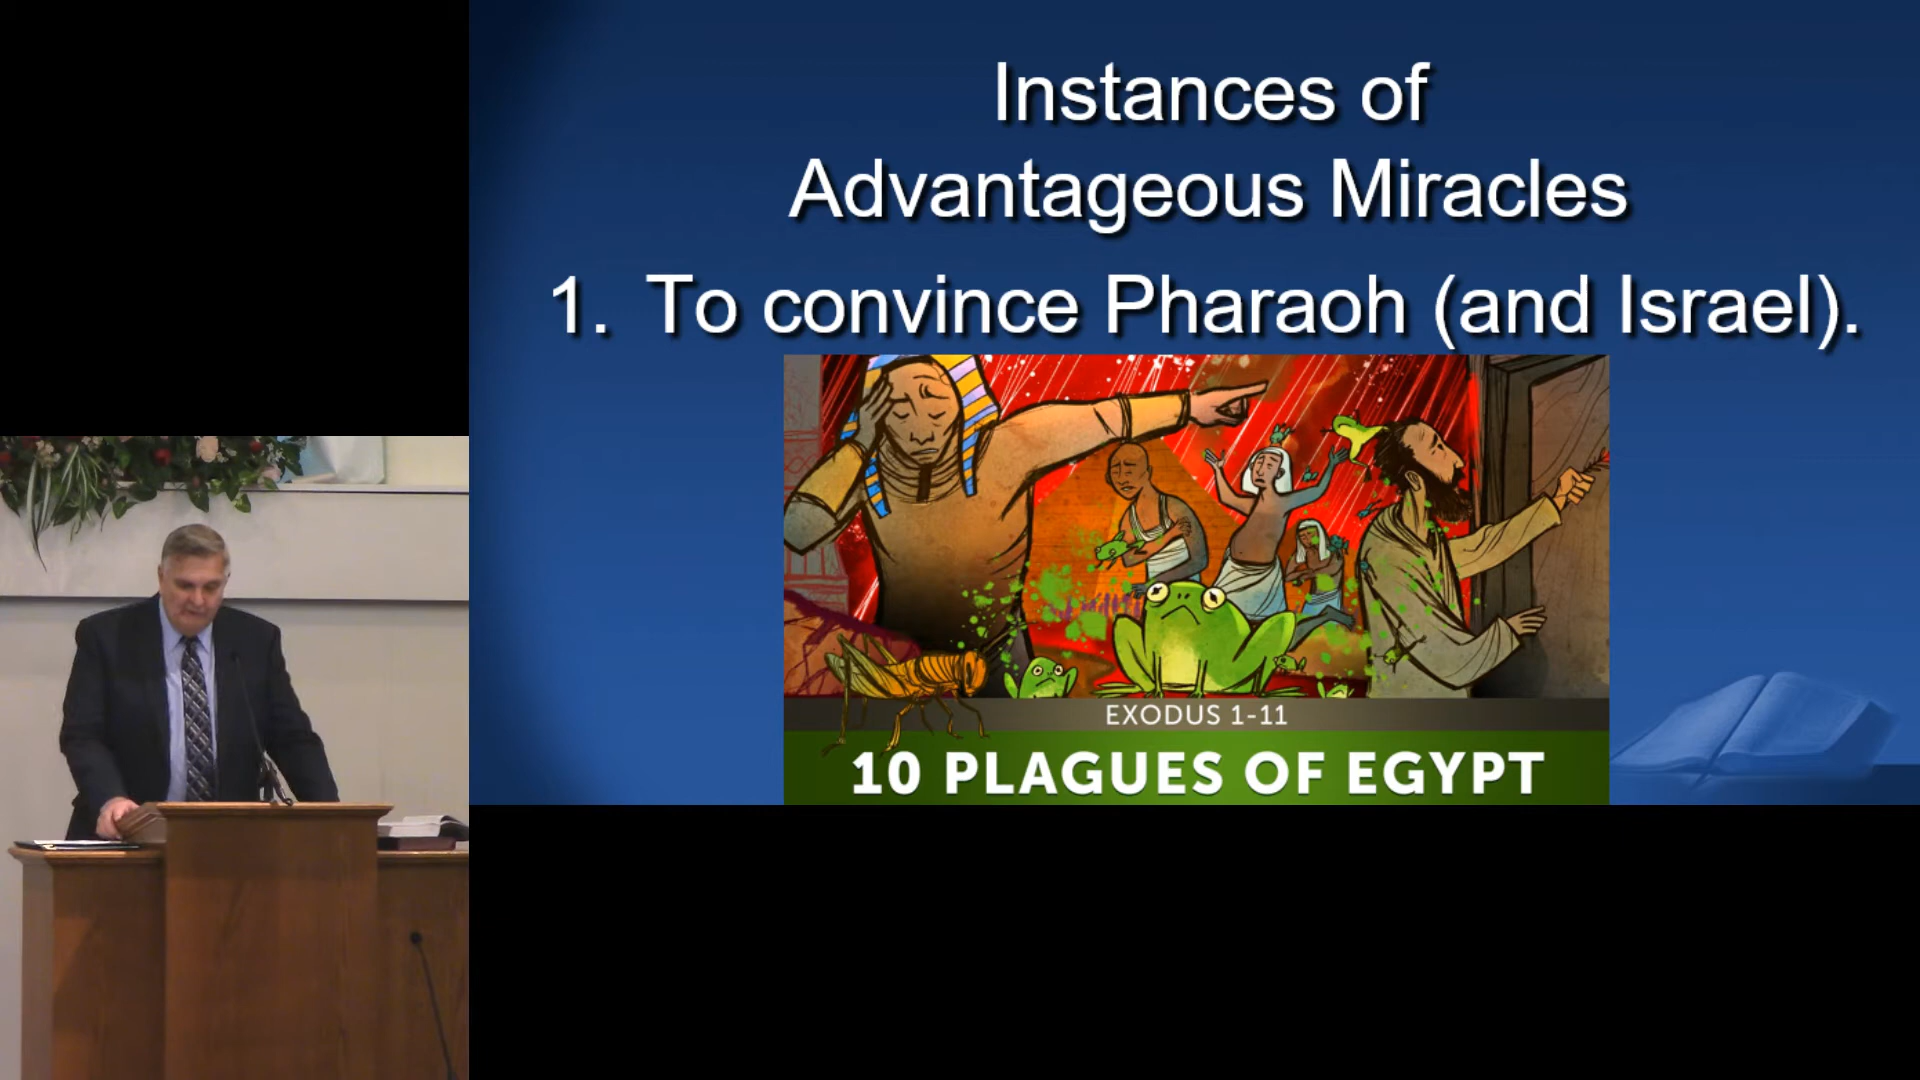 Instances of
Advantageous Miracles
1. To convince Pharaoh (and Israel).
EXODUS 1-11
10 PLAGUES OF EGYPT